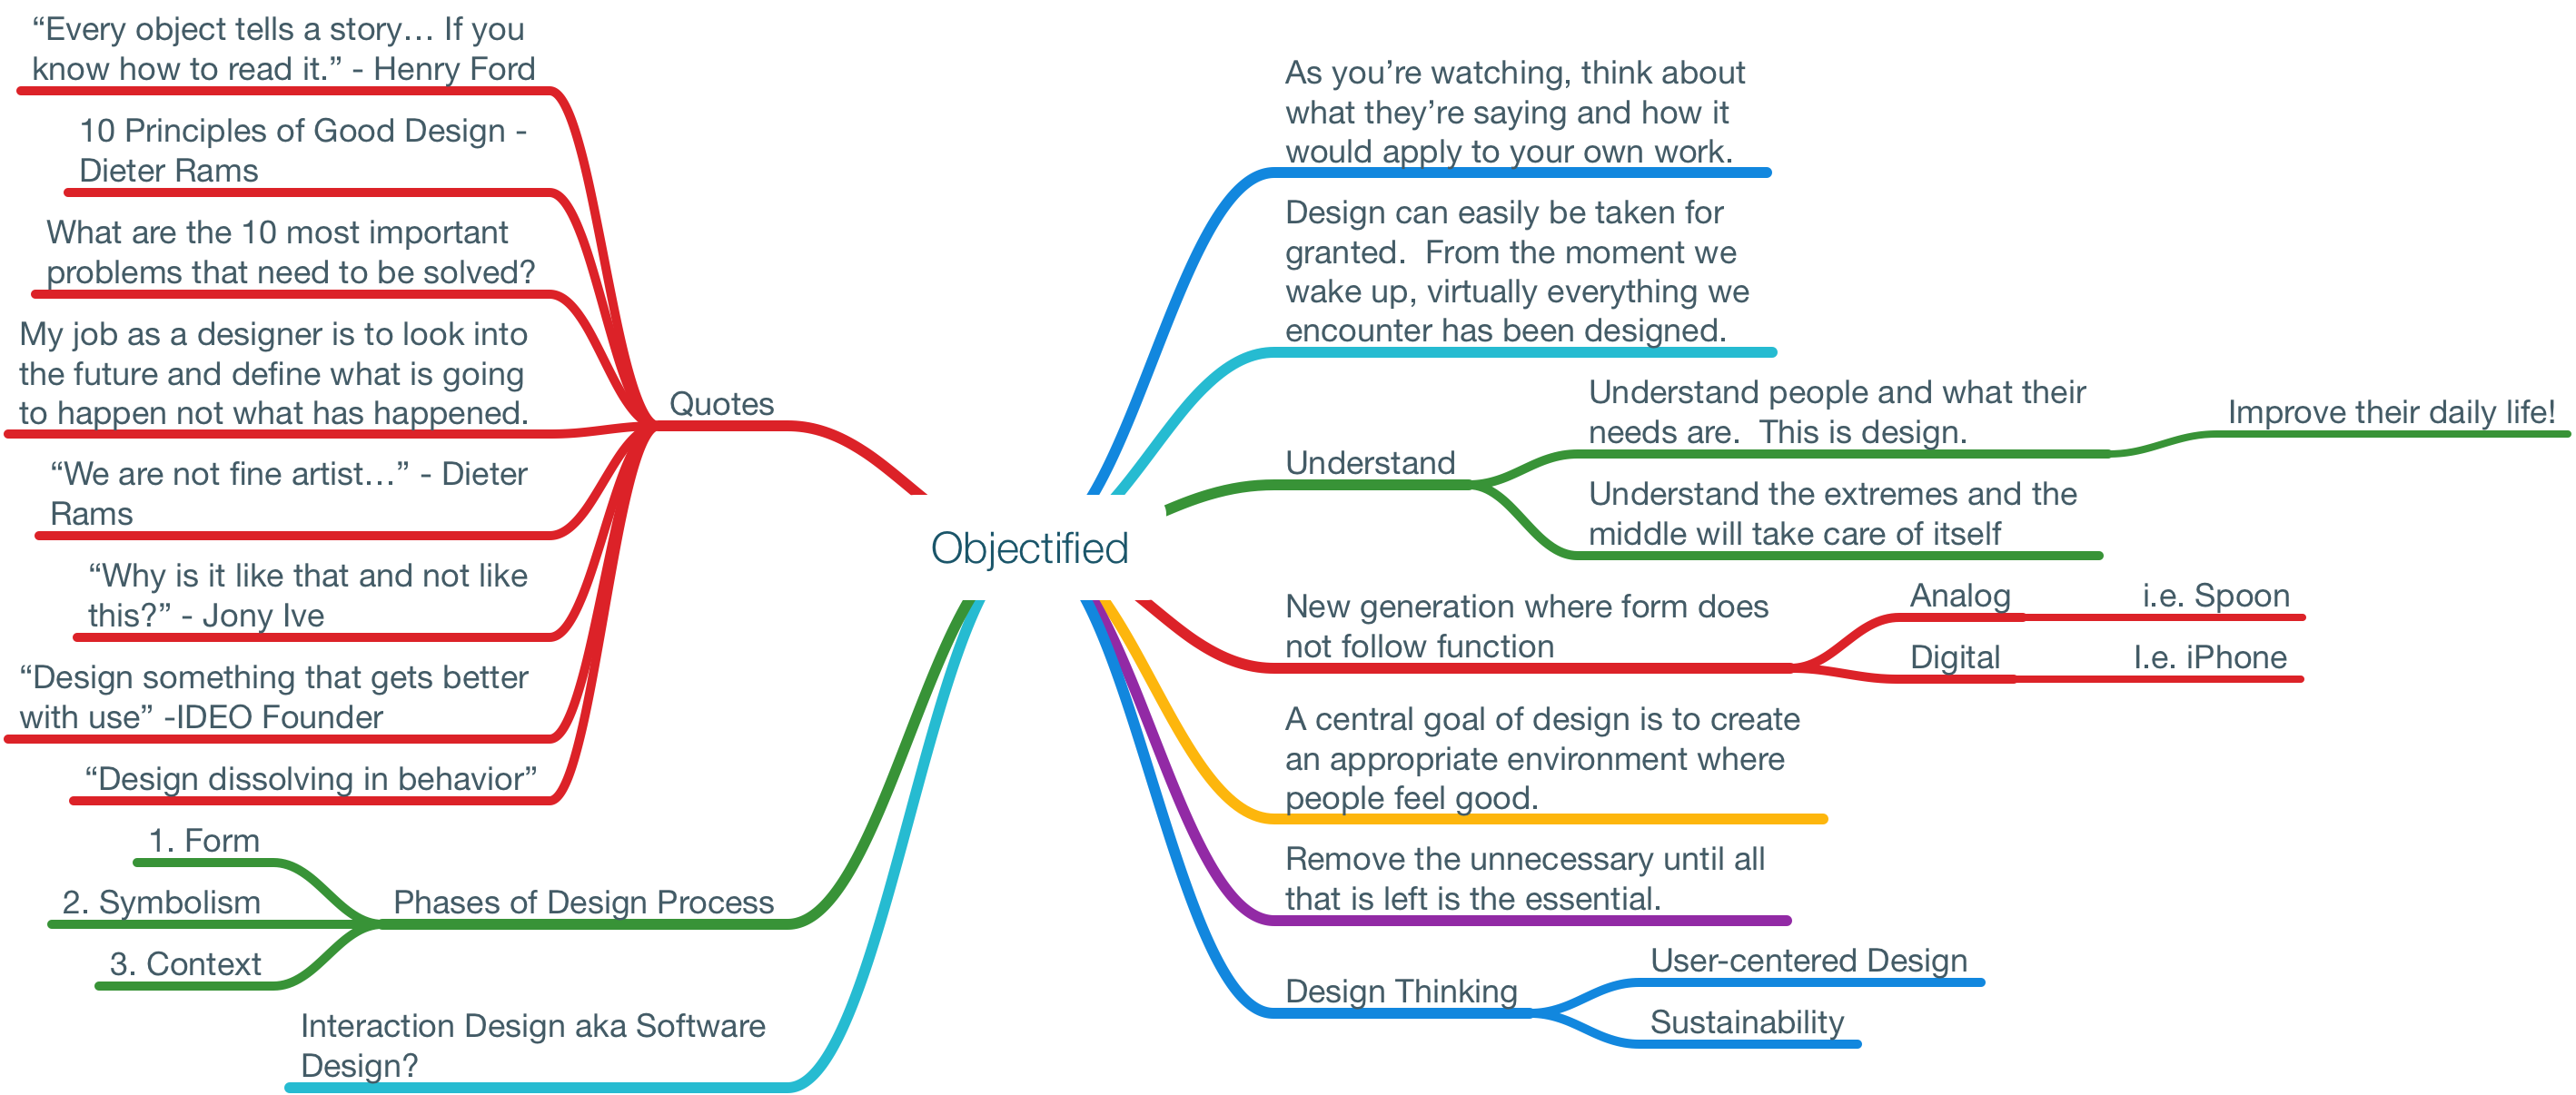 “Every object tells a story… If you
know how to read it.” - Henry Ford
10 Principles of Good Design -
Dieter Rams
What are the 10 most important
problems that need to be solved?
My job as a designer is to look into
the future and define what is going
to happen not what has happened.
“We are not fine artist…” - Dieter
Rams
“Why is it like that and not like
this?” - Jony Ive
“Design something that gets better
with use” -IDEO Founder
“Design dissolving in behavior”
Quotes
1. Form
2. Symbolism
3. Context
Phases of Design Process
Interaction Design aka Software
Design?
Objectified
As you’re watching, think about
what they’re saying and how it
would apply to your own work.
Design can easily be taken for
granted.  From the moment we
wake up, virtually everything we
encounter has been designed.
Understand
Understand people and what their
needs are.  This is design.
Improve their daily life!
Understand the extremes and the
middle will take care of itself
New generation where form does
not follow function
Analog
i.e. Spoon
Digital
I.e. iPhone
A central goal of design is to create
an appropriate environment where
people feel good.
Remove the unnecessary until all
that is left is the essential.
Design Thinking
User-centered Design
Sustainability